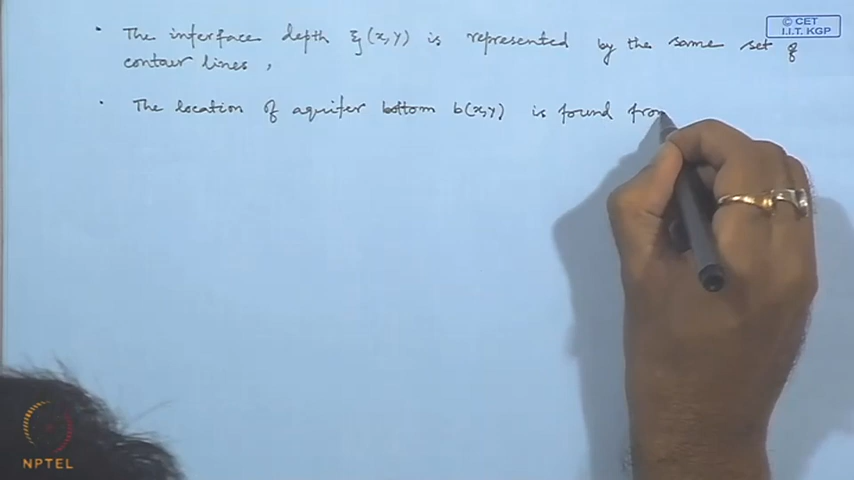 © CET
I.I.T. KGP
• The interface depth ξ(x,y) is represented by the same set of
contour lines,
• The location of aquifer bottom b(x,y) is found from
NPTEL